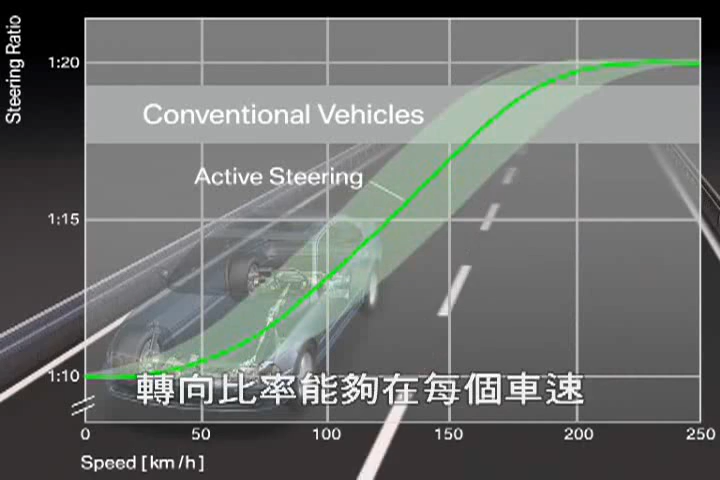 Steering Ratio
1:20
Conventional Vehicles
Active Steering
1:15
1:10
轉向比率能夠在每個車速
0 50 100 150 200 250
Speed [km/h]